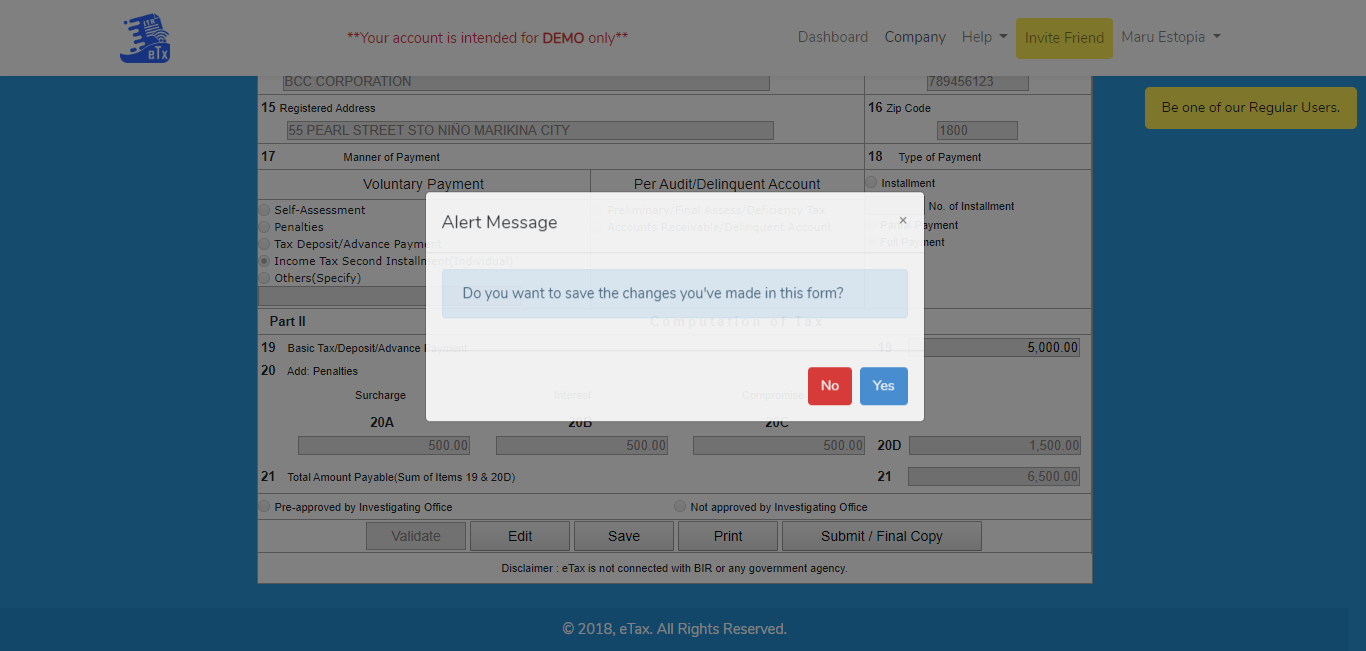 ITR
eTx
**Your account is intended for DEMO only**
Dashboard Company Help Invite Friend Maru Estopia
BCC CORPORATION 789456123
Be one of our Regular Users.
15 Registered Address 16 Zip Code
55 PEARL STREET STO NIÑO MARIKINA CITY 1800
17 Manner of Payment 18 Type of Payment
Voluntary Payment Per Audit/Delinquent Account Installment
Self-Assessment Preliminary/Final Assess/Deficiency Tax No. of Installment
Penalties Accounts Receivable/Delinquent Account Partial Payment
Tax Deposit/Advance Payment Full Payment
Income Tax Second Installment(Individual)
Others(Specify)
Alert Message ×
Do you want to save the changes you've made in this form?
No Yes
Part II Computation of Tax
19 Basic Tax/Deposit/Advance Payment 19 5,000.00
20 Add: Penalties
Surcharge Interest Compromise
20A 20B 20C
500.00 500.00 500.00 20D 1,500.00
21 Total Amount Payable(Sum of Items 19 & 20D) 21 6,500.00
Pre-approved by Investigating Office Not approved by Investigating Office
Validate Edit Save Print Submit / Final Copy
Disclaimer : eTax is not connected with BIR or any government agency.
© 2018, eTax. All Rights Reserved.